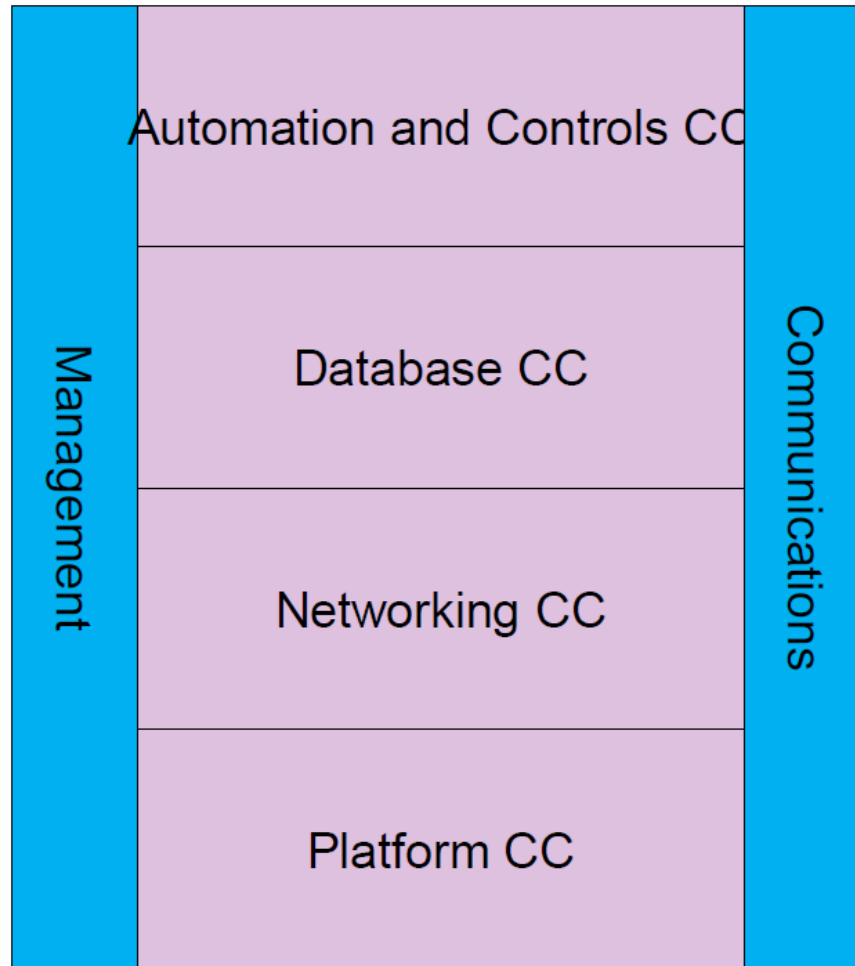 Automation and Controls CC
Management
Database CC
Communications
Networking CC
Platform CC